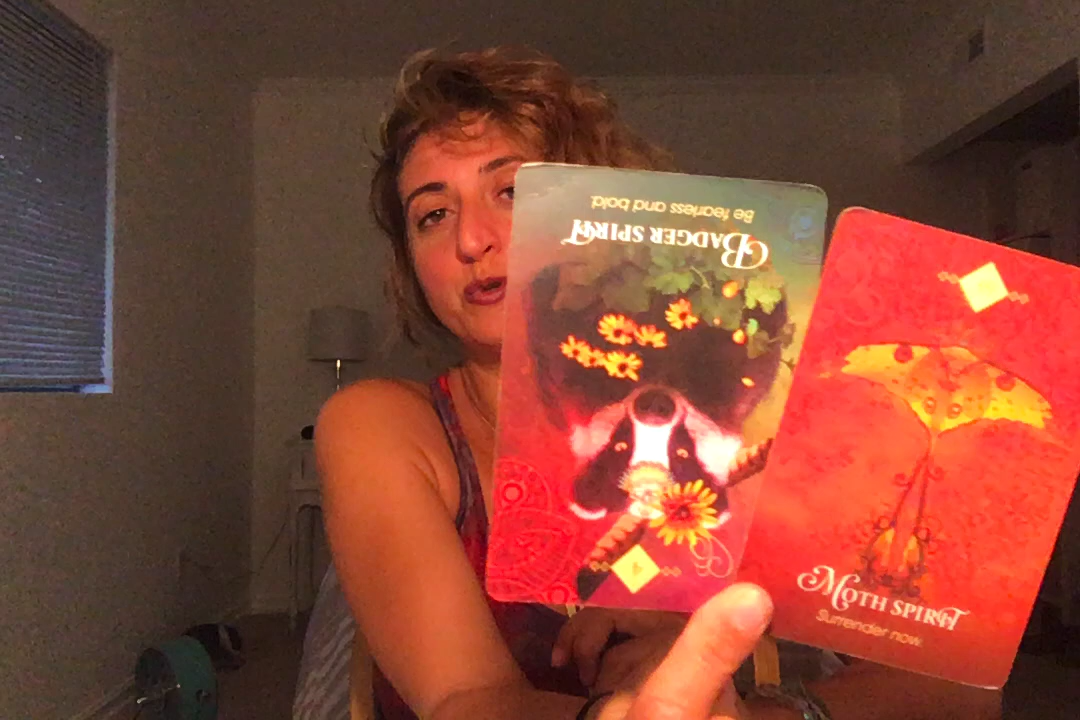 BADGER SPIRIT
Be fearless and bold.
MOTH SPIRIT
Surrender now.